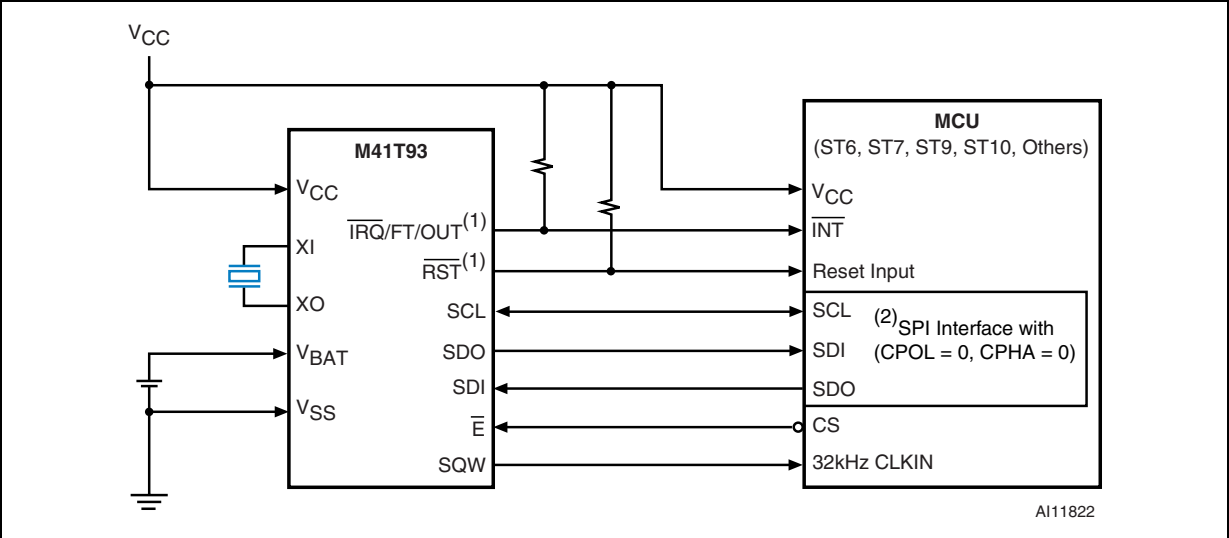 VCC
M41T93
VCC
XI
XO
VBAT
VSS
IRQ/FT/OUT(1)
RST(1)
SCL
SDO
SDI
E
SQW
MCU
(ST6, ST7, ST9, ST10, Others)
VCC
INT
Reset Input
SCL
SDI
SDO
(2)SPI Interface with
(CPOL = 0, CPHA = 0)
CS
32kHz CLKIN
AI11822